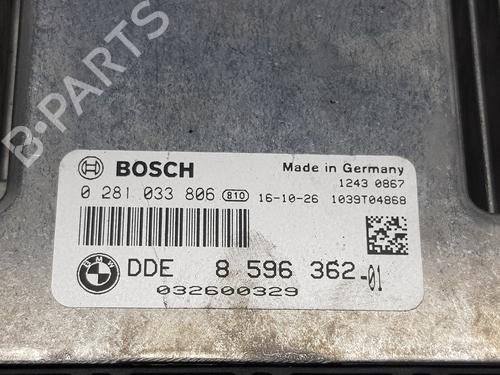 B-PARTS
BOSCH
Made in Germany
1243 0867
0 281 033 806 810 16-10-26 1039T04868
BMW
DDE 8 596 362-01
032600329